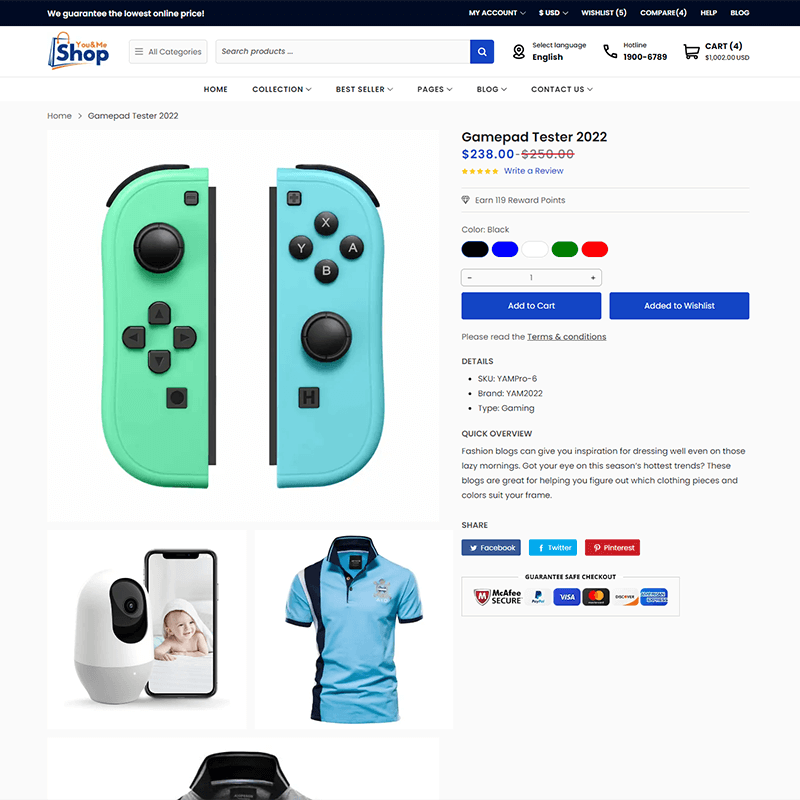 We guarantee the lowest online price!
MY ACCOUNT
$ USD
WISHLIST (5)
COMPARE(4)
HELP
BLOG
You&Me
Shop
All Categories
Search products ...
Select language
English
Hotline
1900-6789
CART (4)
$1,002.00 USD
HOME
COLLECTION
BEST SELLER
PAGES
BLOG
CONTACT US
Home > Gamepad Tester 2022
X
Y
A
B
H
Gamepad Tester 2022
$238.00 - $250.00
Write a Review
Earn 119 Reward Points
Color: Black
- 1 +
Add to Cart
Added to Wishlist
Please read the Terms & conditions
DETAILS
SKU: YAMPro-6
Brand: YAM2022
Type: Gaming
QUICK OVERVIEW
Fashion blogs can give you inspiration for dressing well even on those
lazy mornings. Got your eye on this season's hottest trends? These
blogs are great for helping you figure out which clothing pieces and
colors suit your frame.
SHARE
Facebook
Twitter
Pinterest
GUARANTEE SAFE CHECKOUT
McAfee
SECURE
PayPal
VISA
DISCOVER
AMERICAN
EXPRESS